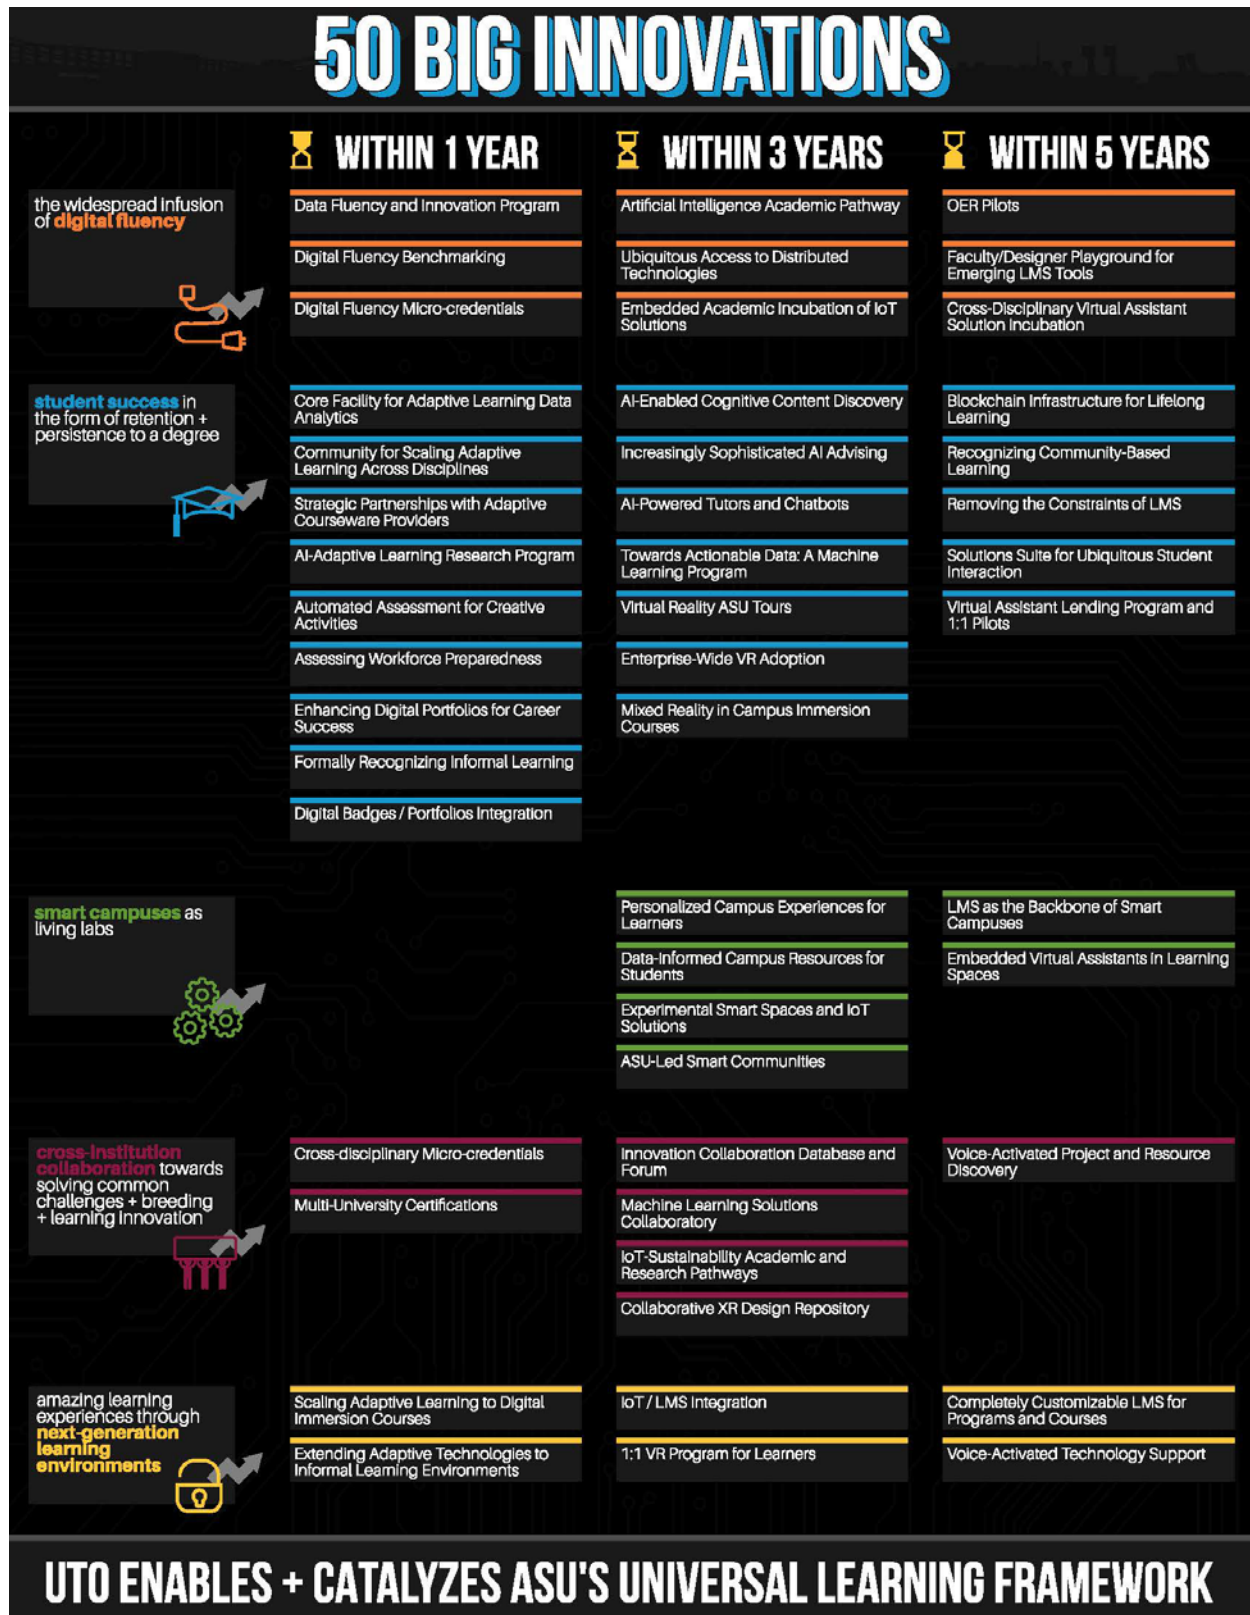 50 BIG INNOVATIONS
WITHIN 1 YEAR
WITHIN 3 YEARS
WITHIN 5 YEARS
the widespread infusion
of digital fluency
Data Fluency and Innovation Program
Digital Fluency Benchmarking
Digital Fluency Micro-credentials
Artificial Intelligence Academic Pathway
Ubiquitous Access to Distributed
Technologies
Embedded Academic Incubation of IoT
Solutions
OER Pilots
Faculty/Designer Playground for
Emerging LMS Tools
Cross-Disciplinary Virtual Assistant
Solution Incubation
student success in
the form of retention +
persistence to a degree
Core Facility for Adaptive Learning Data
Analytics
Community for Scaling Adaptive
Learning Across Disciplines
Strategic Partnerships with Adaptive
Courseware Providers
AI-Adaptive Learning Research Program
Automated Assessment for Creative
Activities
Assessing Workforce Preparedness
Enhancing Digital Portfolios for Career
Success
Formally Recognizing Informal Learning
Digital Badges / Portfolios Integration
AI-Enabled Cognitive Content Discovery
Increasingly Sophisticated AI Advising
AI-Powered Tutors and Chatbots
Towards Actionable Data: A Machine
Learning Program
Virtual Reality ASU Tours
Enterprise-Wide VR Adoption
Mixed Reality in Campus Immersion
Courses
Blockchain Infrastructure for Lifelong
Learning
Recognizing Community-Based
Learning
Removing the Constraints of LMS
Solutions Suite for Ubiquitous Student
Interaction
Virtual Assistant Lending Program and
1:1 Pilots
smart campuses as
living labs
Personalized Campus Experiences for
Learners
Data-Informed Campus Resources for
Students
Experimental Smart Spaces and IoT
Solutions
ASU-Led Smart Communities
LMS as the Backbone of Smart
Campuses
Embedded Virtual Assistants in Learning
Spaces
cross-institution
collaboration towards
solving common
challenges + breeding
+ learning innovation
Cross-disciplinary Micro-credentials
Multi-University Certifications
Innovation Collaboration Database and
Forum
Machine Learning Solutions
Collaboratory
IoT-Sustainability Academic and
Research Pathways
Collaborative XR Design Repository
Voice-Activated Project and Resource
Discovery
amazing learning
experiences through
next-generation
learning
environments
Scaling Adaptive Learning to Digital
Immersion Courses
Extending Adaptive Technologies to
Informal Learning Environments
IoT / LMS Integration
1:1 VR Program for Learners
Completely Customizable LMS for
Programs and Courses
Voice-Activated Technology Support
UTO ENABLES + CATALYZES ASU'S UNIVERSAL LEARNING FRAMEWORK